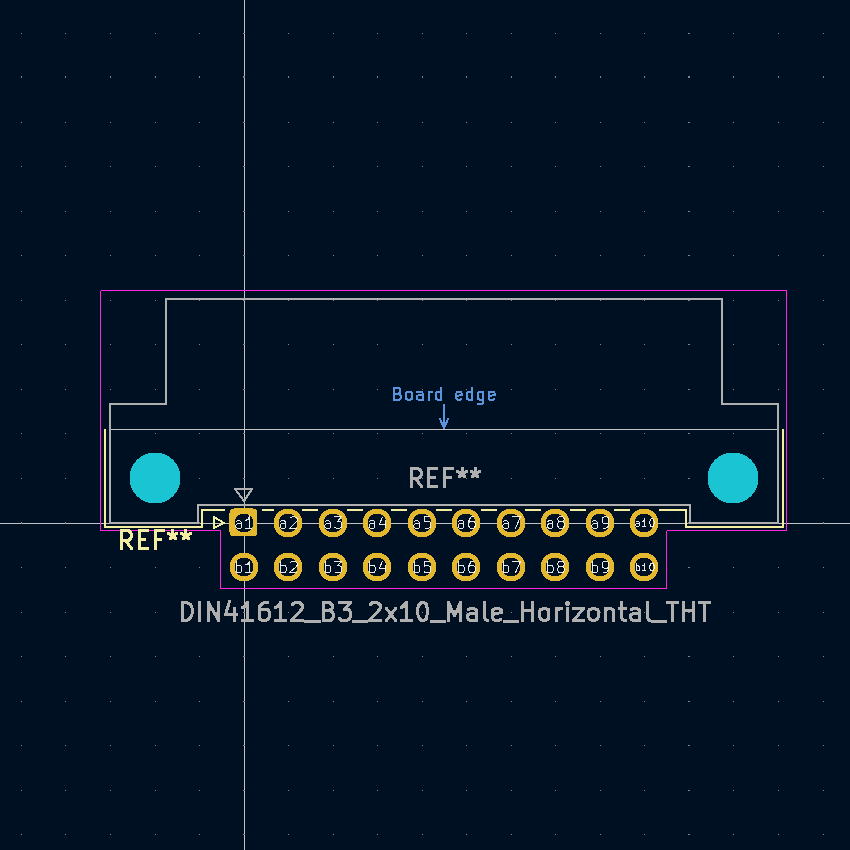 Board edge
REF**
a1 a2 a3 a4 a5 a6 a7 a8 a9 a10
REF**
b1 b2 b3 b4 b5 b6 b7 b8 b9 b10
DIN41612_B3_2x10_Male_Horizontal_THT